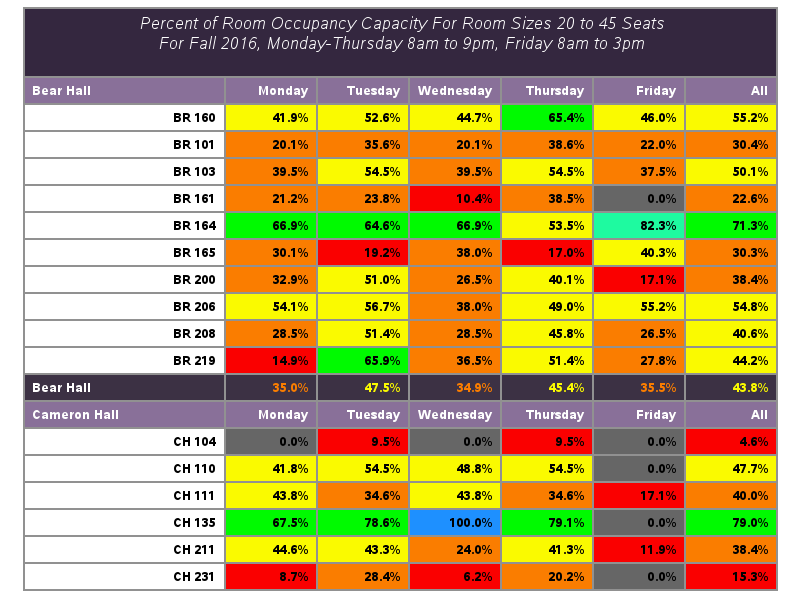 Percent of Room Occupancy Capacity For Room Sizes 20 to 45 Seats
For Fall 2016, Monday-Thursday 8am to 9pm, Friday 8am to 3pm
Bear Hall Monday Tuesday Wednesday Thursday Friday All
BR 160 41.9% 52.6% 44.7% 65.4% 46.0% 55.2%
BR 101 20.1% 35.6% 20.1% 38.6% 22.0% 30.4%
BR 103 39.5% 54.5% 39.5% 54.5% 37.5% 50.1%
BR 161 21.2% 23.8% 10.4% 38.5% 0.0% 22.6%
BR 164 66.9% 64.6% 66.9% 53.5% 82.3% 71.3%
BR 165 30.1% 19.2% 38.0% 17.0% 40.3% 30.3%
BR 200 32.9% 51.0% 26.5% 40.1% 17.1% 38.4%
BR 206 54.1% 56.7% 38.0% 49.0% 55.2% 54.8%
BR 208 28.5% 51.4% 28.5% 45.8% 26.5% 40.6%
BR 219 14.9% 65.9% 36.5% 51.4% 27.8% 44.2%
Bear Hall 35.0% 47.5% 34.9% 45.4% 35.5% 43.8%
Cameron Hall Monday Tuesday Wednesday Thursday Friday All
CH 104 0.0% 9.5% 0.0% 9.5% 0.0% 4.6%
CH 110 41.8% 54.5% 48.8% 54.5% 0.0% 47.7%
CH 111 43.8% 34.6% 43.8% 34.6% 17.1% 40.0%
CH 135 67.5% 78.6% 100.0% 79.1% 0.0% 79.0%
CH 211 44.6% 43.3% 24.0% 41.3% 11.9% 38.4%
CH 231 8.7% 28.4% 6.2% 20.2% 0.0% 15.3%